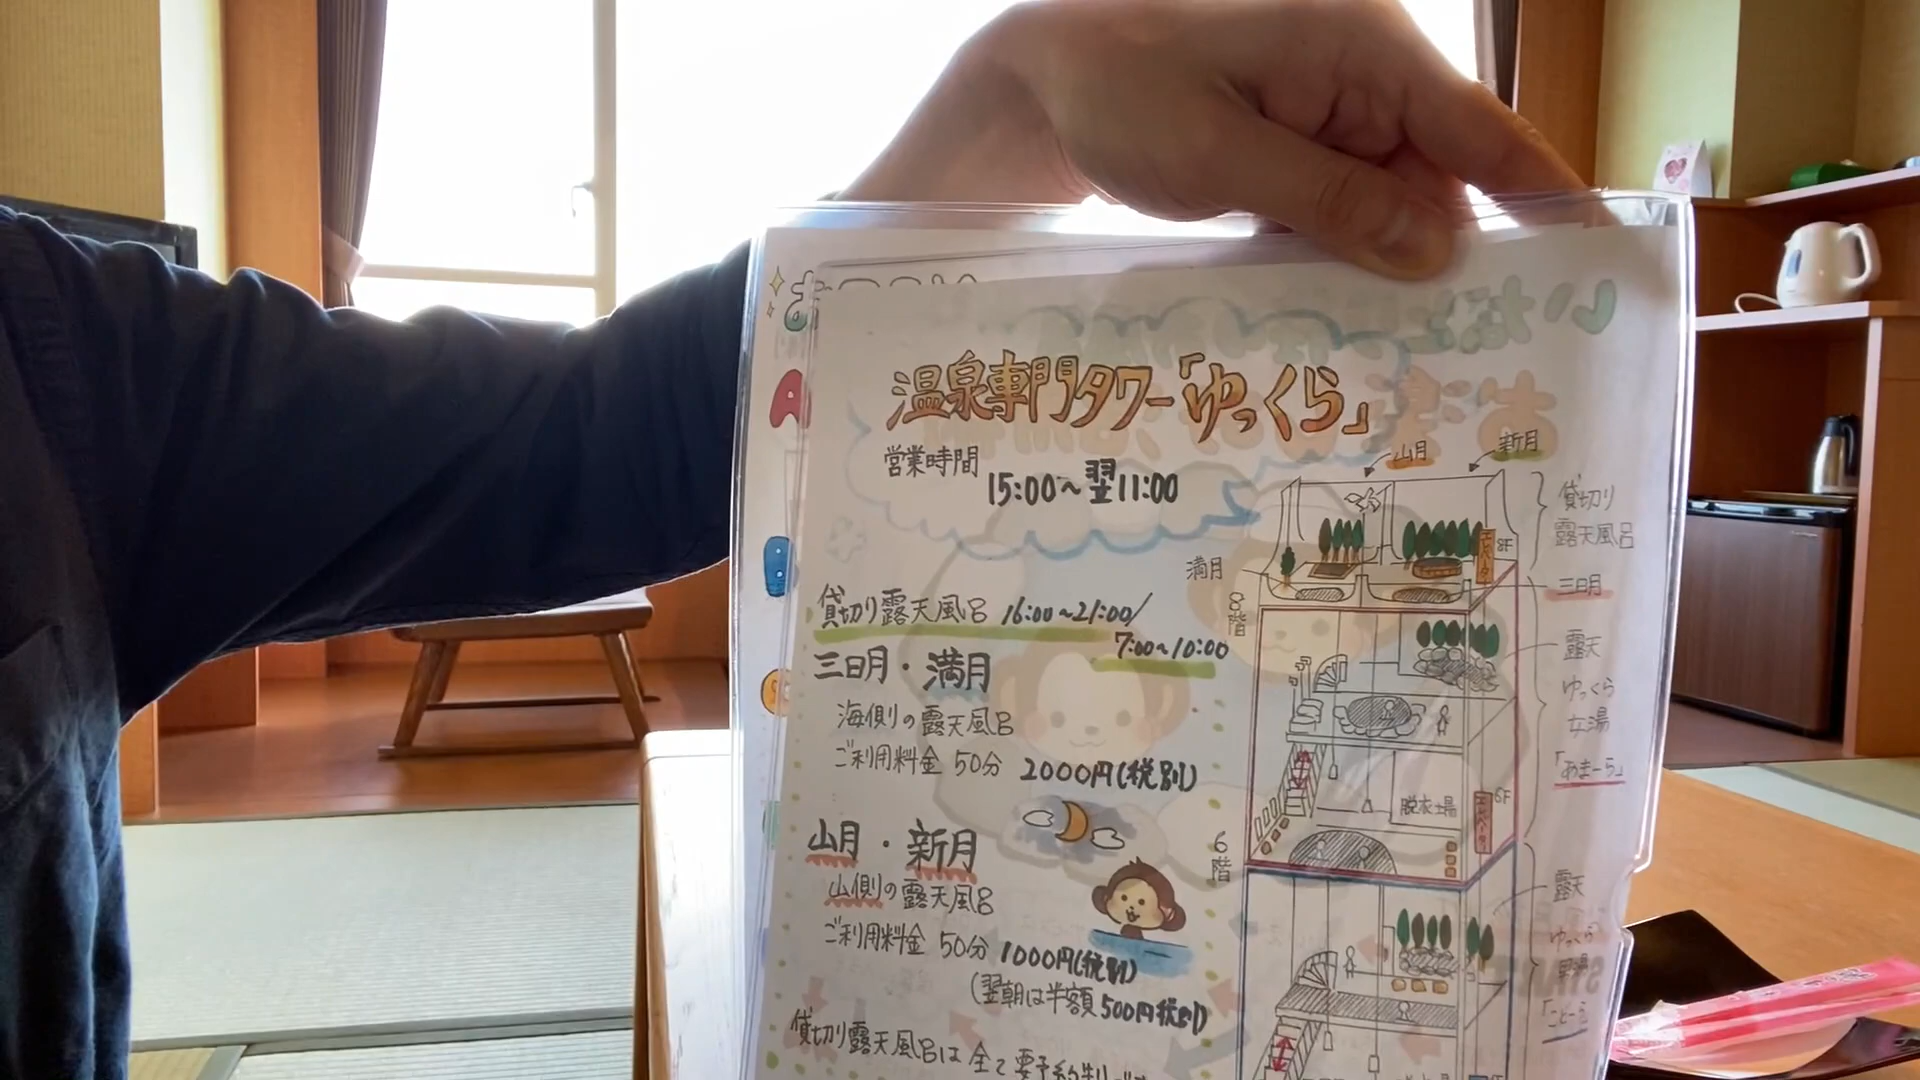 温泉専門タワー「ゆっくら」
営業時間
15:00～翌11:00
山月
新月
貸切り
露天風呂
8F
満月
8階
三日月
貸切り露天風呂 16:00～21:00/
7:00～10:00
三日月・満月
海側の露天風呂
ご利用料金 50分 2000円(税別)
露天
ゆっくら
女湯
「あまーら」
脱衣場
6F
山月・新月
6階
山側の露天風呂
ご利用料金 50分 1000円(税別)
(翌朝は半額500円税別)
露天
ゆっくら
貸切り露天風呂は全て要予約制